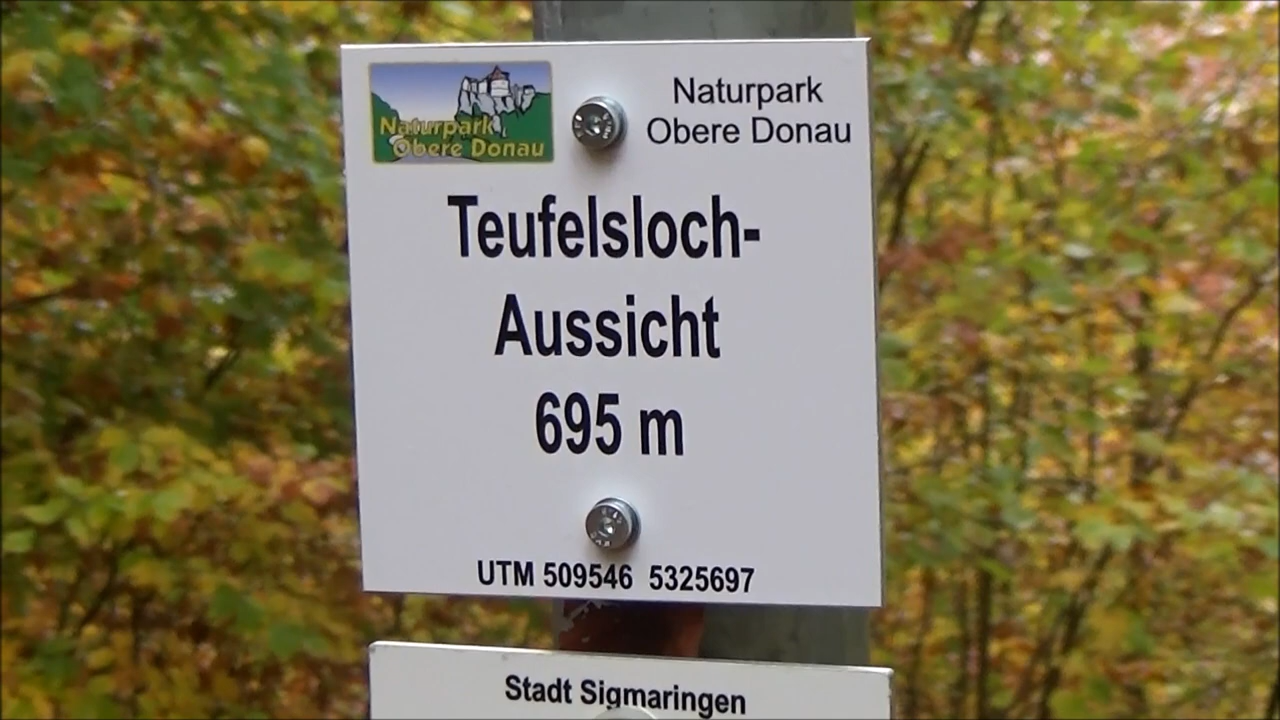 Naturpark
Obere Donau
Naturpark
Obere Donau
Teufelsloch-
Aussicht
695 m
UTM 509546 5325697
Stadt Sigmaringen